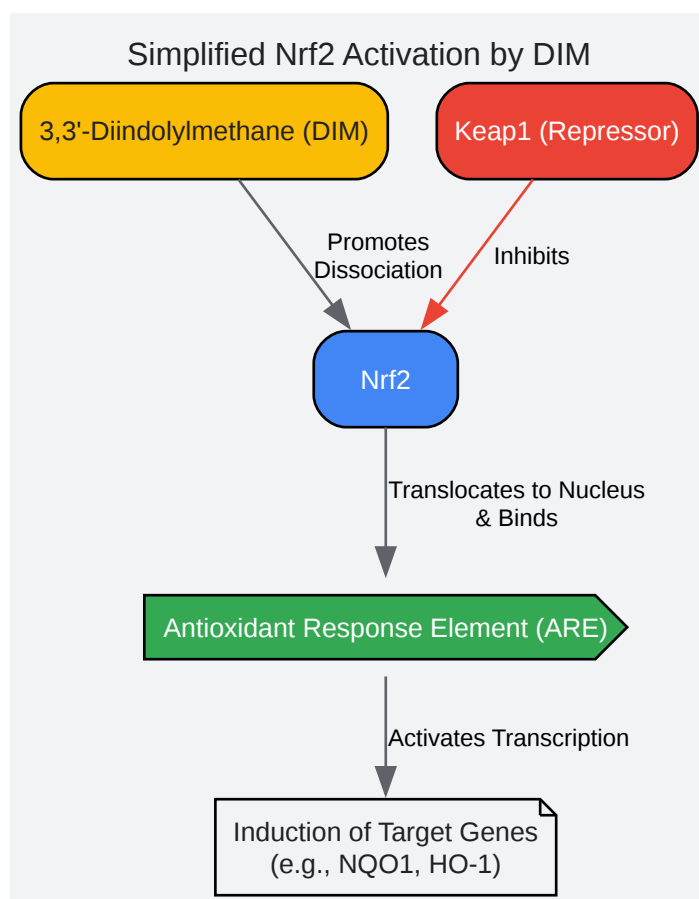 Simplified Nrf2 Activation by DIM
3,3'-Diindolylmethane (DIM)
Keap1 (Repressor)
Promotes
Dissociation
Inhibits
Nrf2
Translocates to Nucleus
& Binds
Antioxidant Response Element (ARE)
Activates Transcription
Induction of Target Genes
(e.g., NQO1, HO-1)